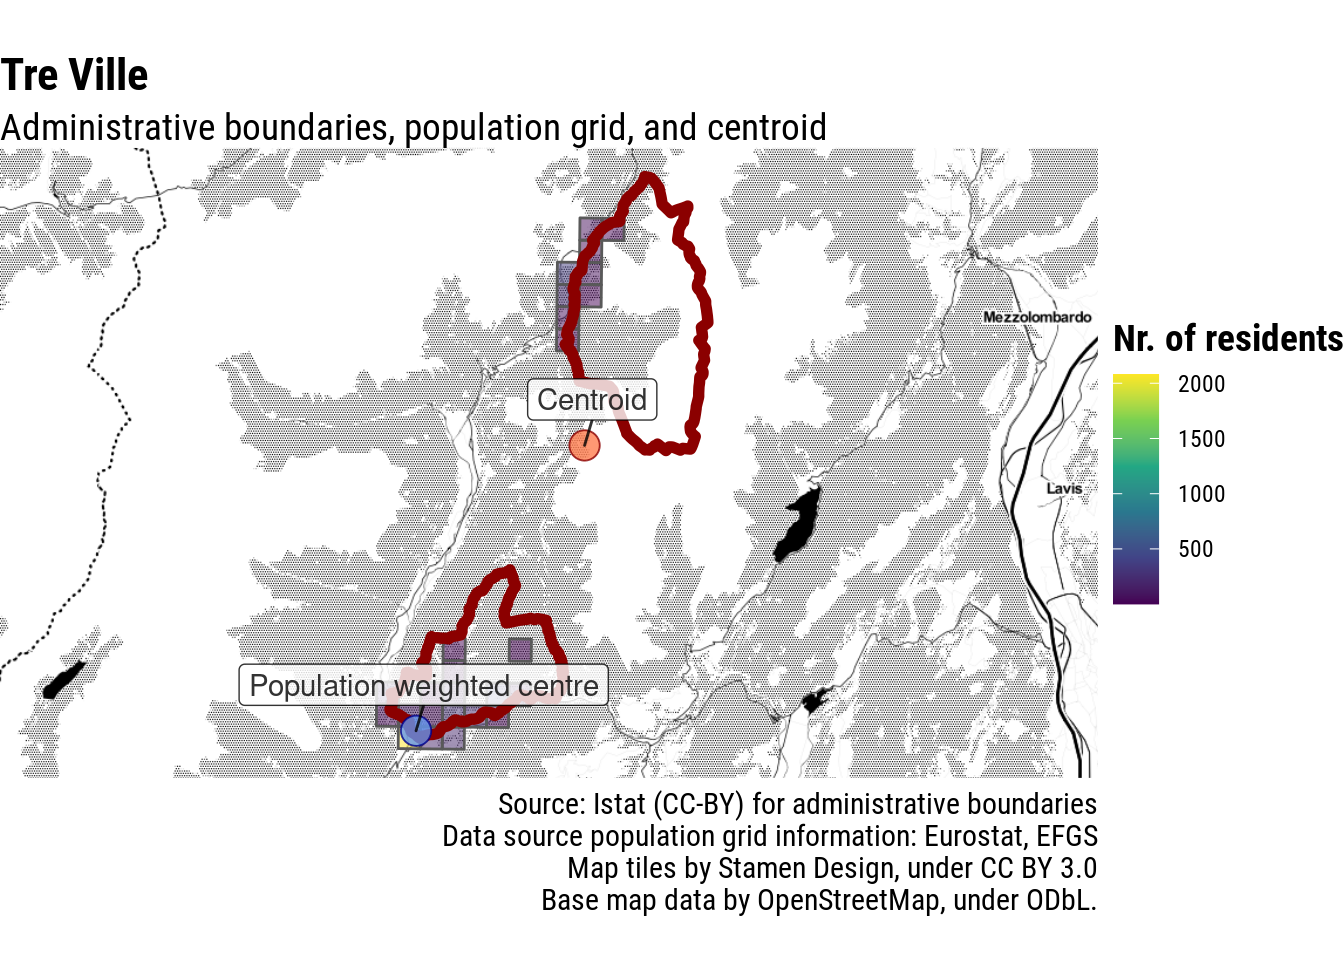 Tre Ville
Administrative boundaries, population grid, and centroid
Mezzolombardo
Nr. of residents
2000
Centroid
1500
Lavis
1000
500
Population weighted centre
Source: Istat (CC-BY) for administrative boundaries
Data source population grid information: Eurostat, EFGS
Map tiles by Stamen Design, under CC BY 3.0
Base map data by OpenStreetMap, under ODbL.